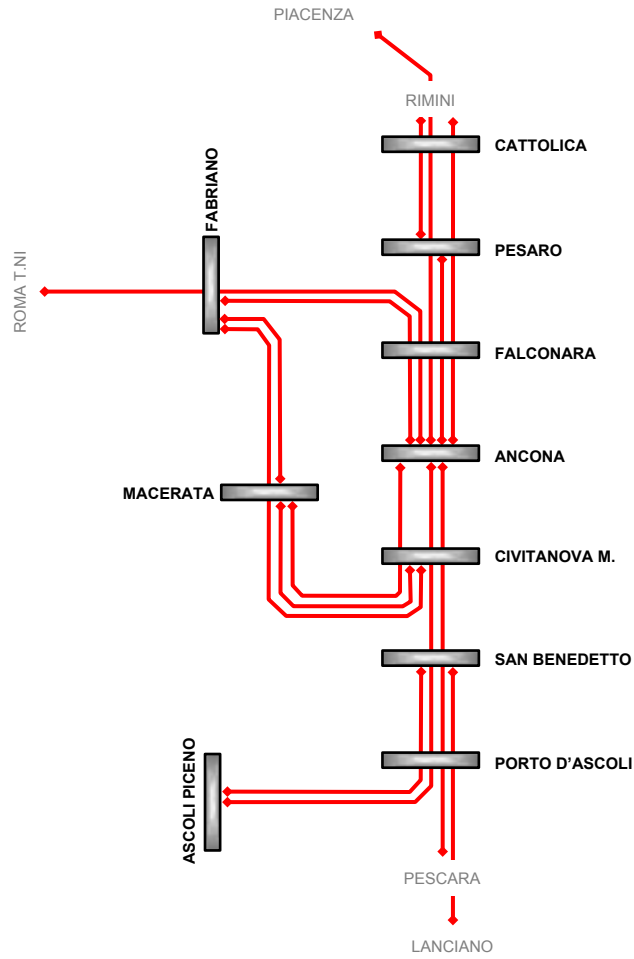 PIACENZA
RIMINI
CATTOLICA
FABRIANO
PESARO
ROMA T.NI
FALCONARA
ANCONA
MACERATA
CIVITANOVA M.
SAN BENEDETTO
PORTO D'ASCOLI
ASCOLI PICENO
PESCARA
LANCIANO